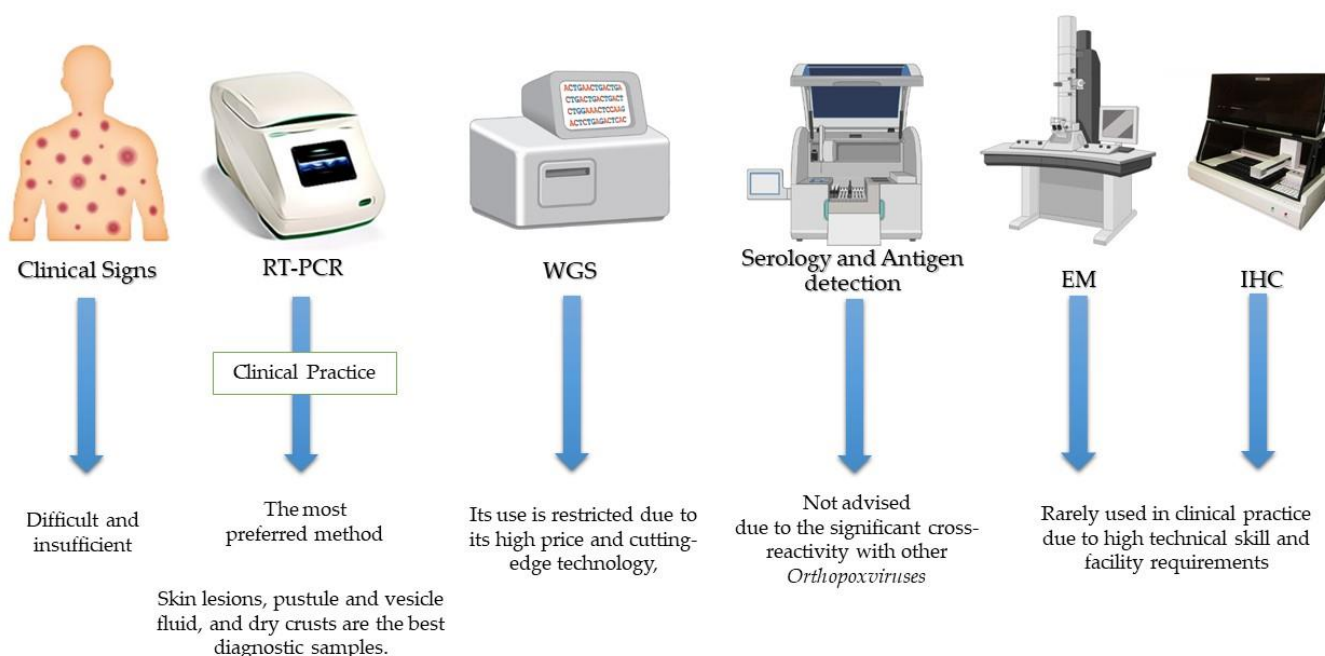 ACTGAACTGACTGA
CTGACTGACTGACT
CTGGAAACTCCAAG
ACTCTGAGACTCAC
Clinical Signs
RT-PCR
WGS
Serology and Antigen
detection
EM
IHC
Clinical Practice
Difficult and
insufficient
The most
preferred method
Skin lesions, pustule and vesicle
fluid, and dry crusts are the best
diagnostic samples.
Its use is restricted due to
its high price and cutting-
edge technology,
Not advised
due to the significant cross-
reactivity with other
Orthopoxviruses
Rarely used in clinical practice
due to high technical skill and
facility requirements